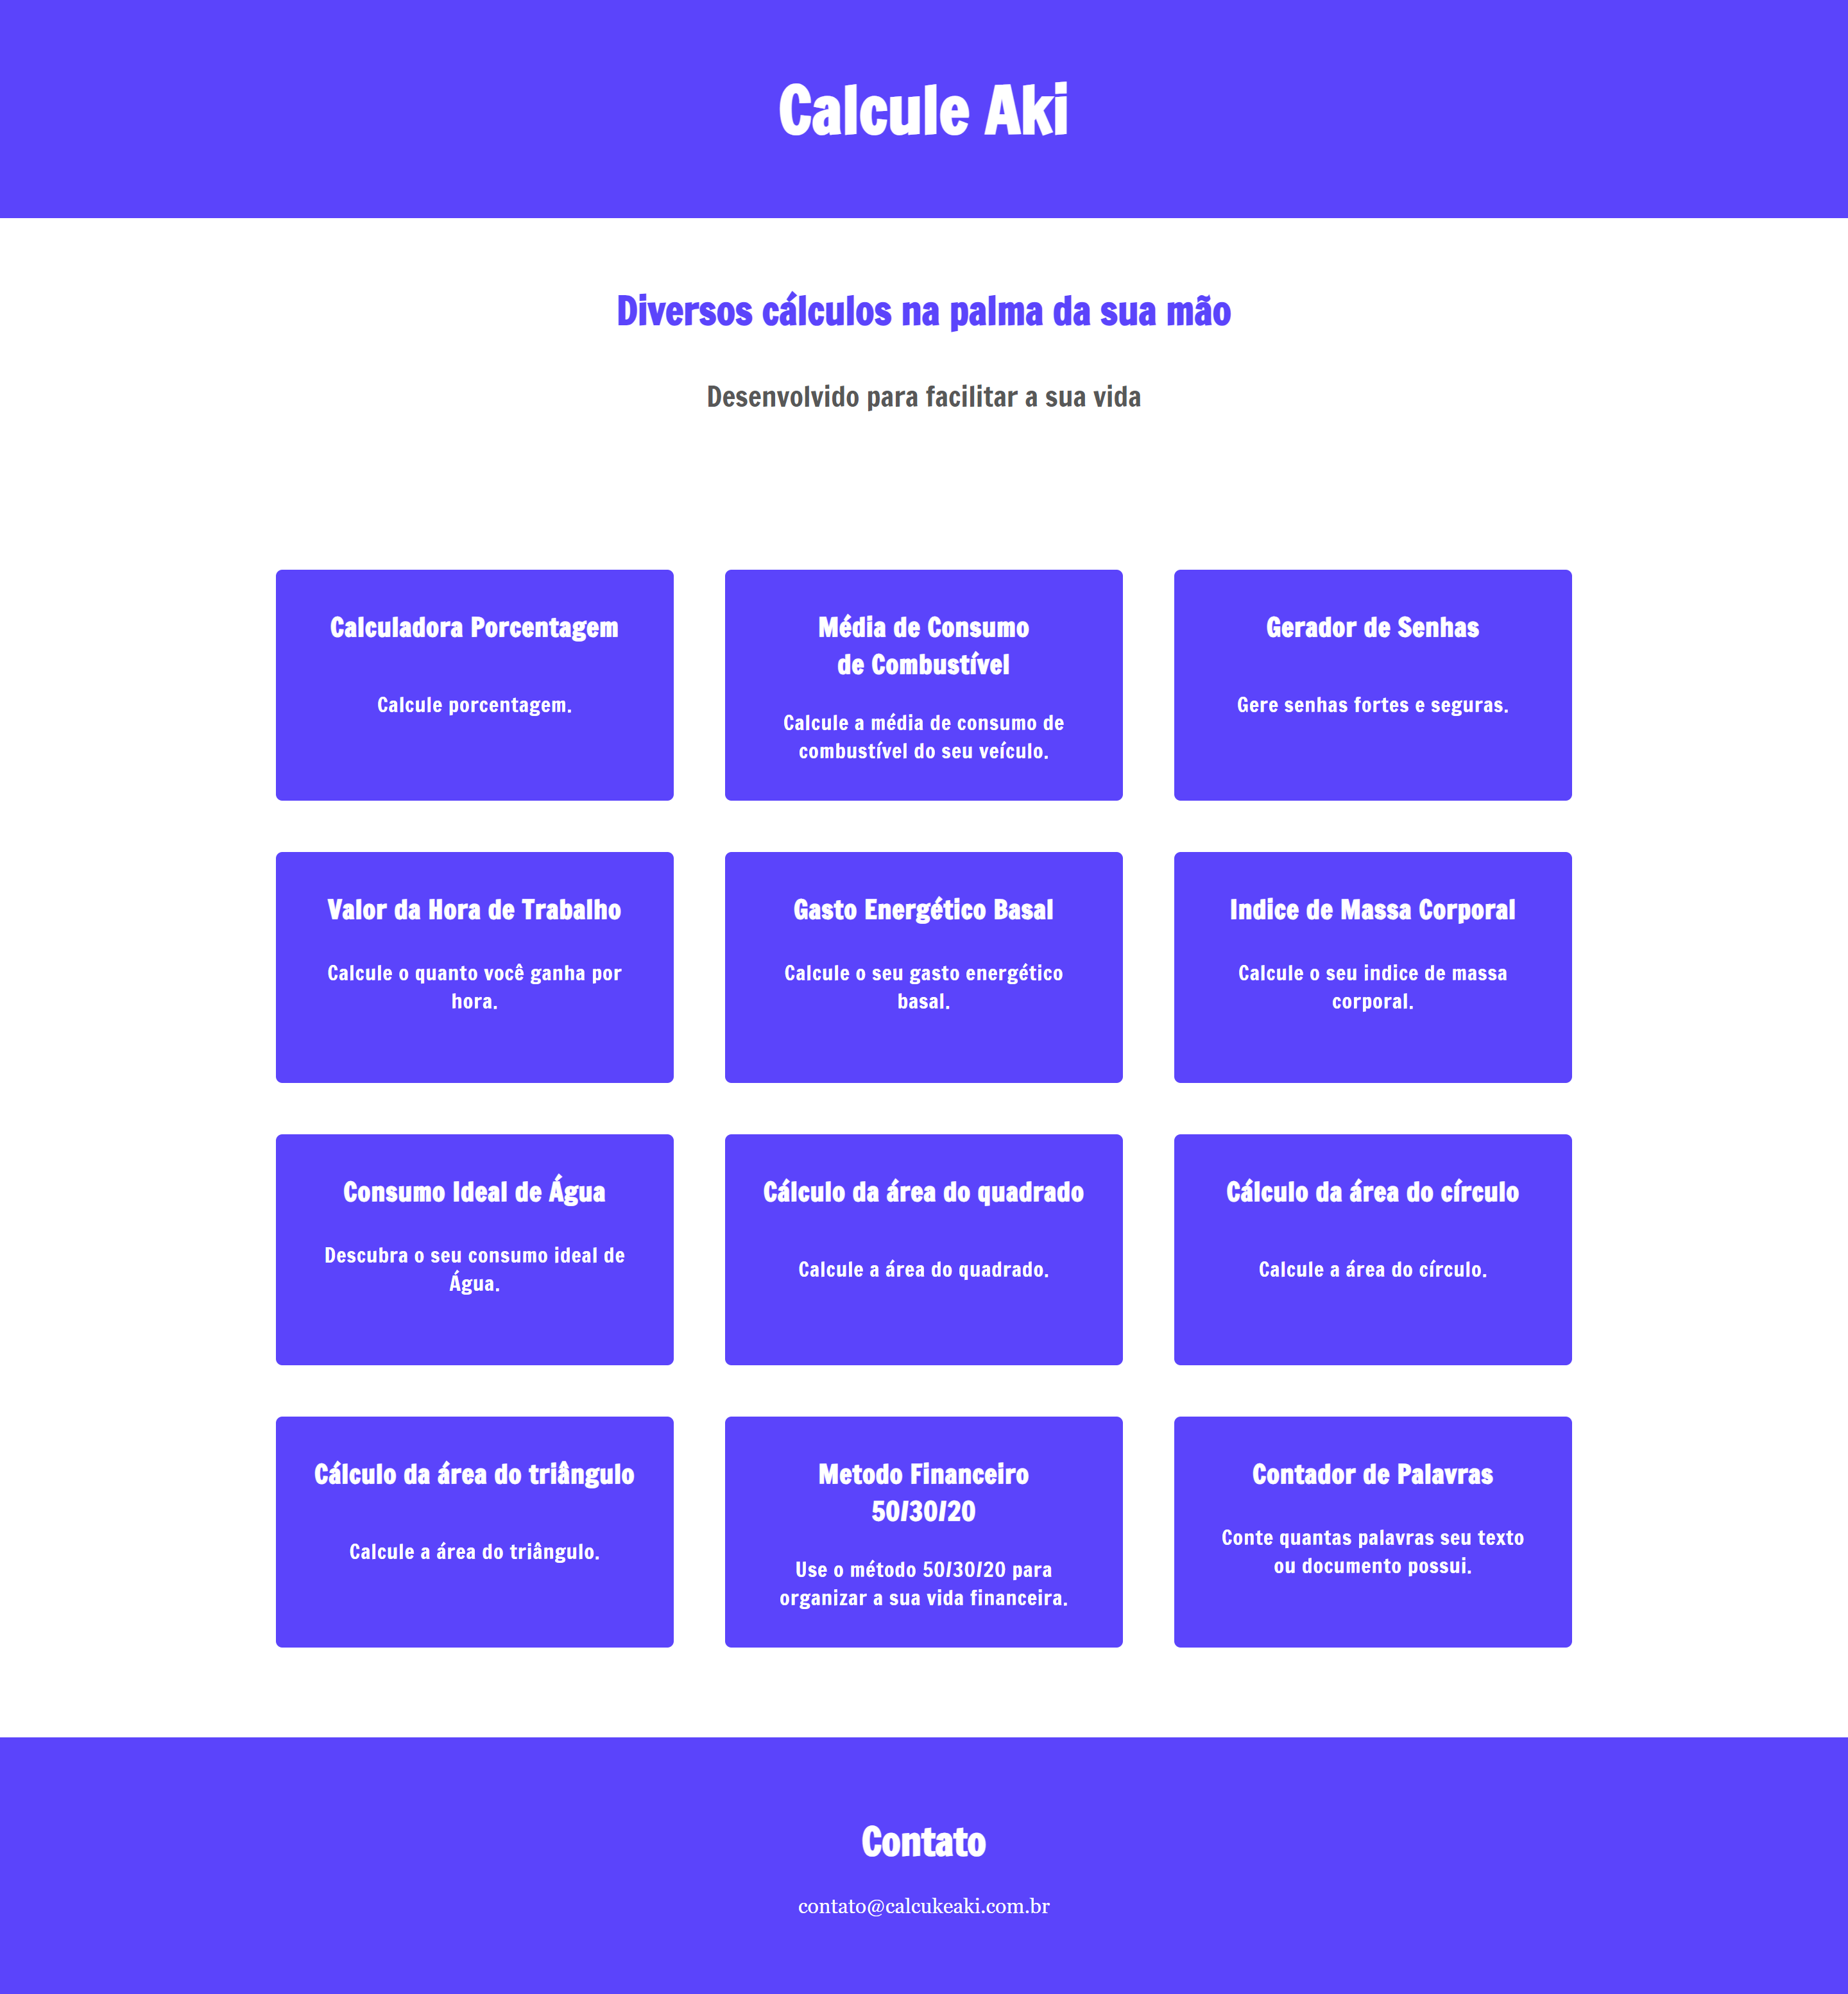 Calcule Aki
Diversos cálculos na palma da sua mão
Desenvolvido para facilitar a sua vida
Calculadora Porcentagem
Calcule porcentagem.
Média de Consumo
de Combustível
Calcule a média de consumo de
combustível do seu veículo.
Gerador de Senhas
Gere senhas fortes e seguras.
Valor da Hora de Trabalho
Calcule o quanto você ganha por
hora.
Gasto Energético Basal
Calcule o seu gasto energético
basal.
Indice de Massa Corporal
Calcule o seu indice de massa
corporal.
Consumo Ideal de Água
Descubra o seu consumo ideal de
Água.
Cálculo da área do quadrado
Calcule a área do quadrado.
Cálculo da área do círculo
Calcule a área do círculo.
Cálculo da área do triângulo
Calcule a área do triângulo.
Metodo Financeiro
50/30/20
Use o método 50/30/20 para
organizar a sua vida financeira.
Contador de Palavras
Conte quantas palavras seu texto
ou documento possui.
Contato
contato@calcukeaki.com.br